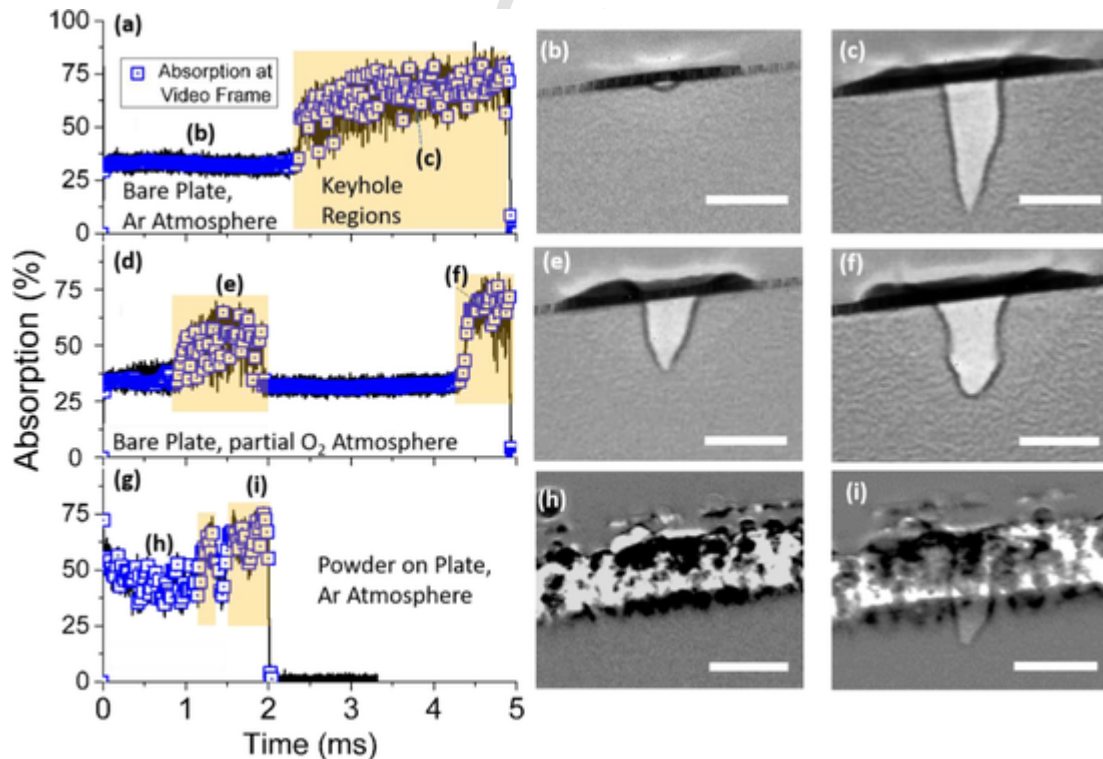 (a)
Absorption at
Video Frame
(b)
(c)
Bare Plate,
Ar Atmosphere
Keyhole
Regions
100
75
50
25
0
(b)
(c)
(d)
(e)
(f)
Bare Plate, partial O₂ Atmosphere
75
50
25
0
(e)
(f)
Absorption (%)
(g)
(h)
(i)
Powder on Plate,
Ar Atmosphere
75
50
25
0
0 1 2 3 4 5
Time (ms)
(h)
(i)